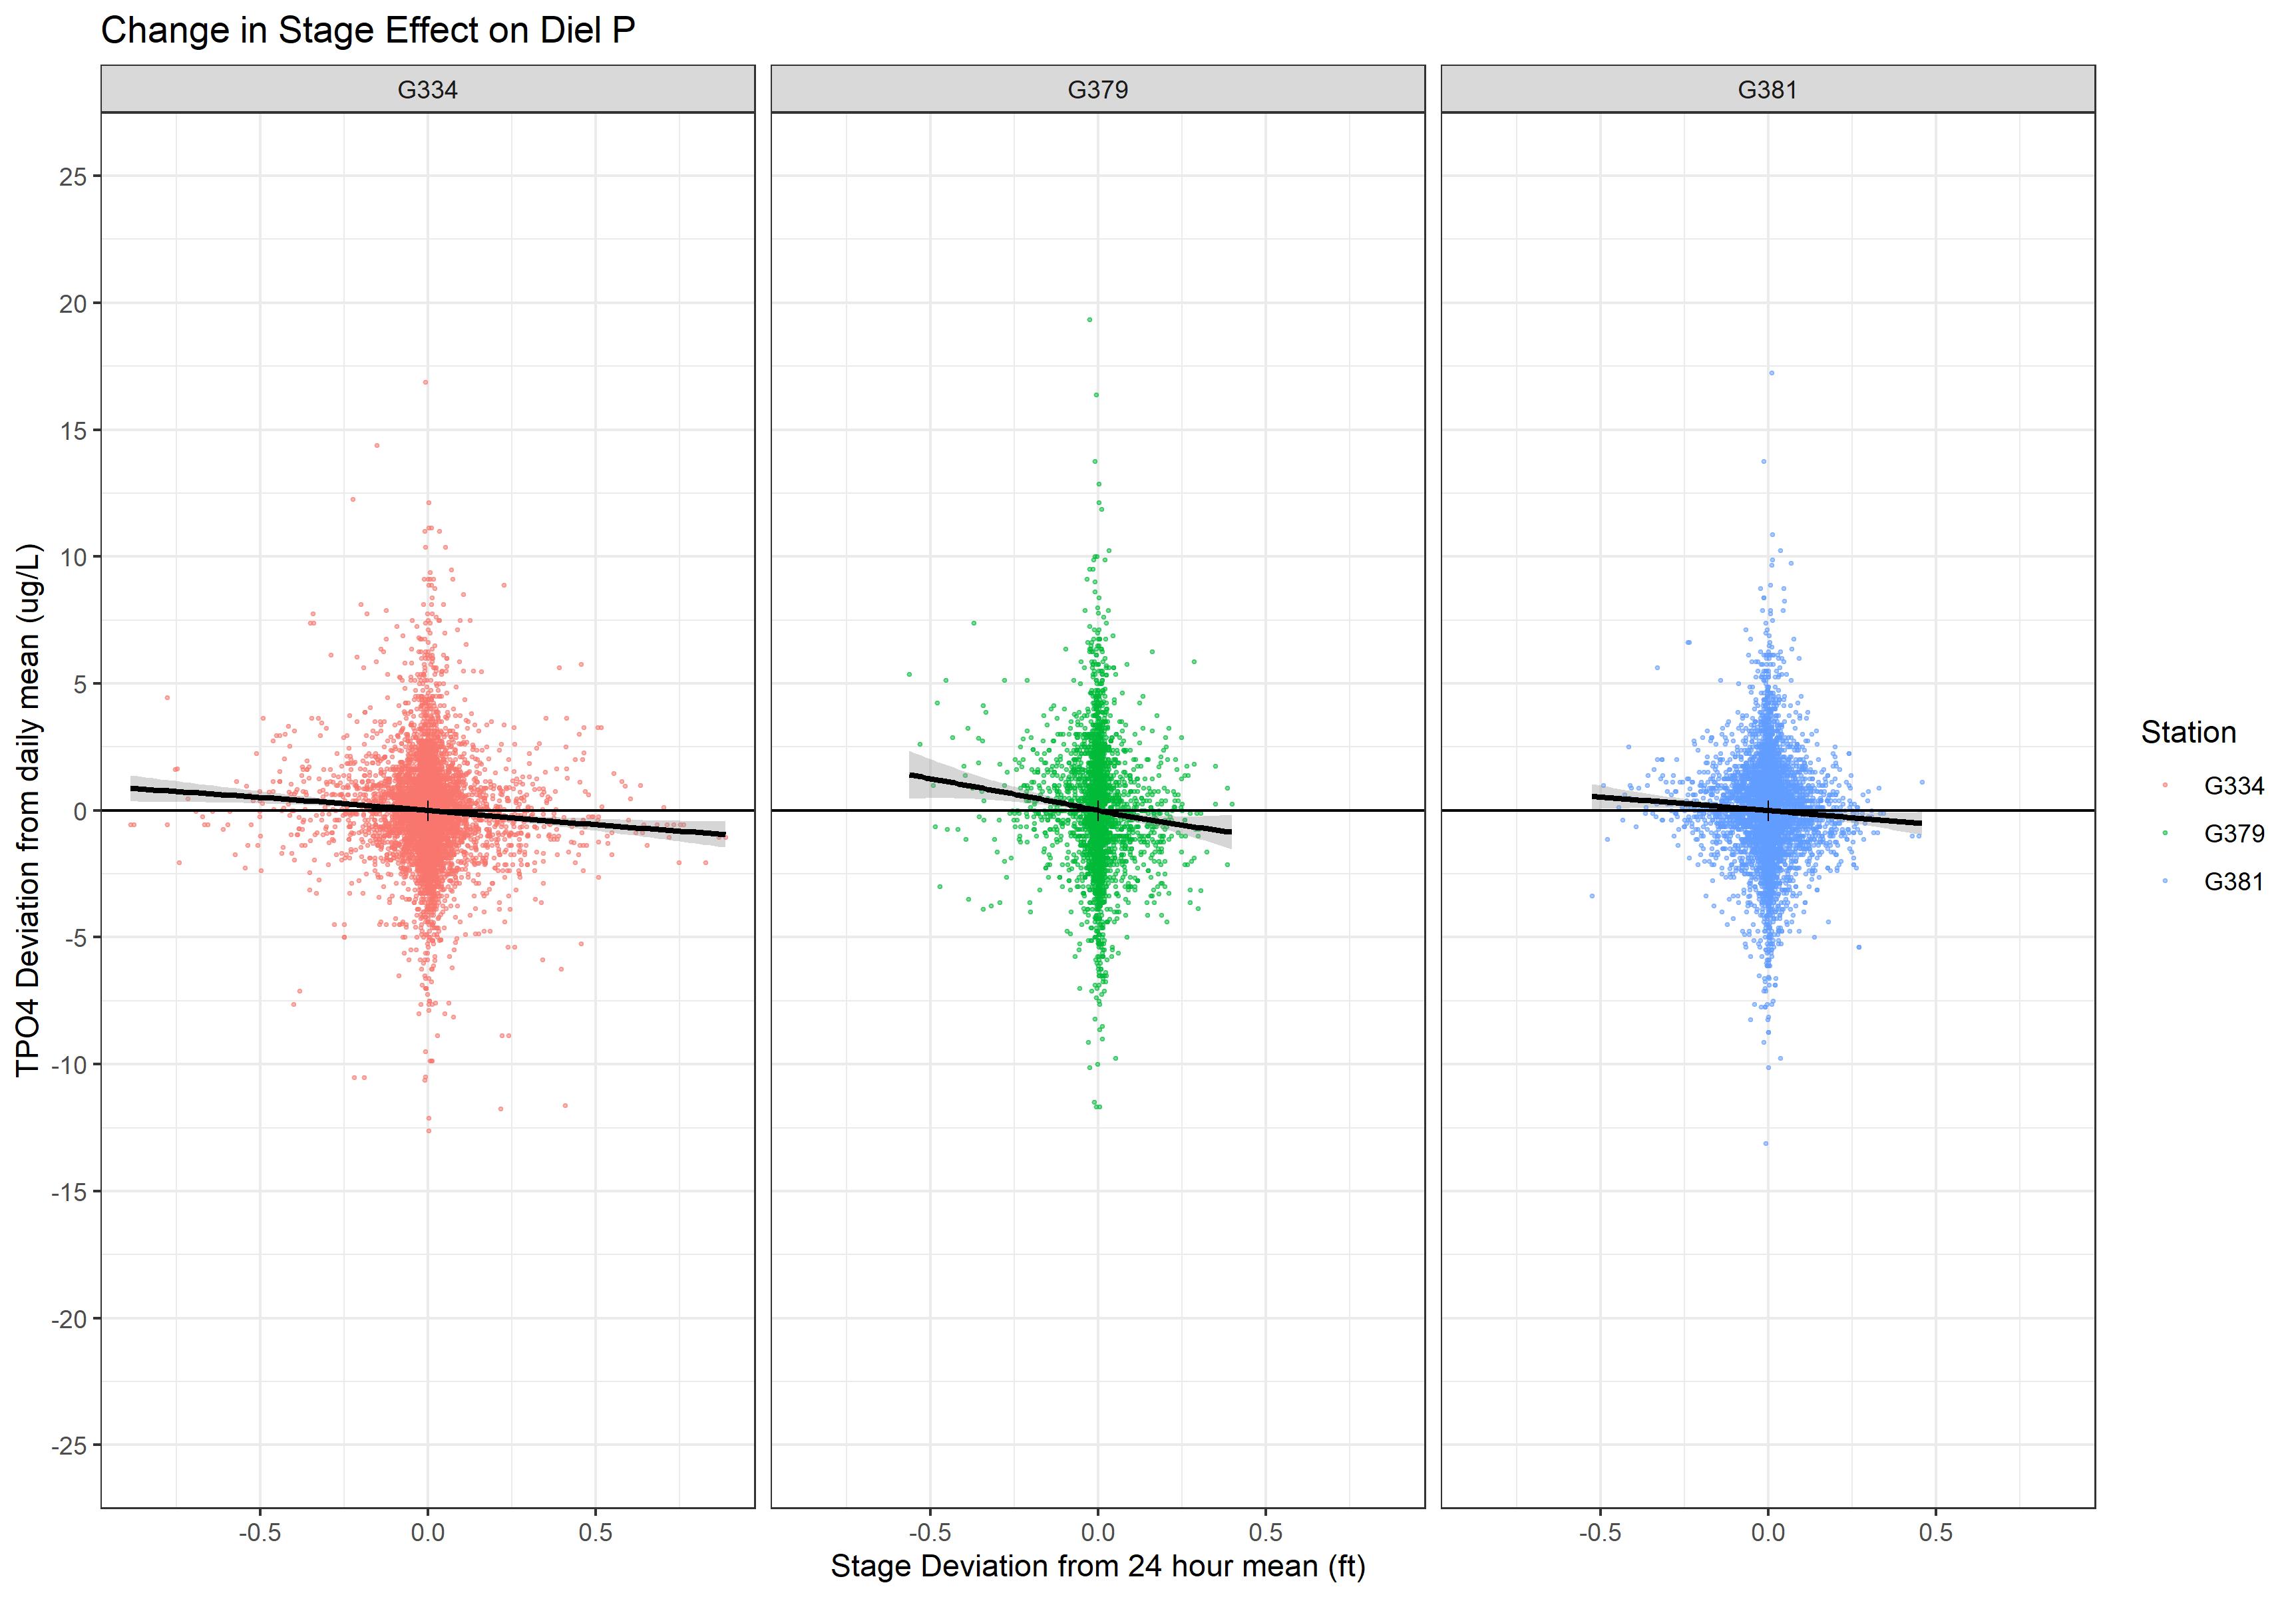 Change in Stage Effect on Diel P
G334 G379 G381
25
20
15
10
5
0
-5
-10
-15
-20
-25
TPO4 Deviation from daily mean (ug/L)
-0.5 0.0 0.5 -0.5 0.0 0.5 -0.5 0.0 0.5
Stage Deviation from 24 hour mean (ft)
Station
G334
G379
G381